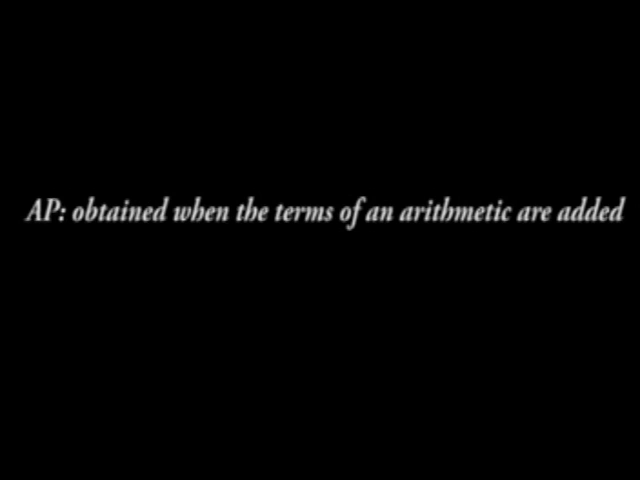 AP: obtained when the terms of an arithmetic are added